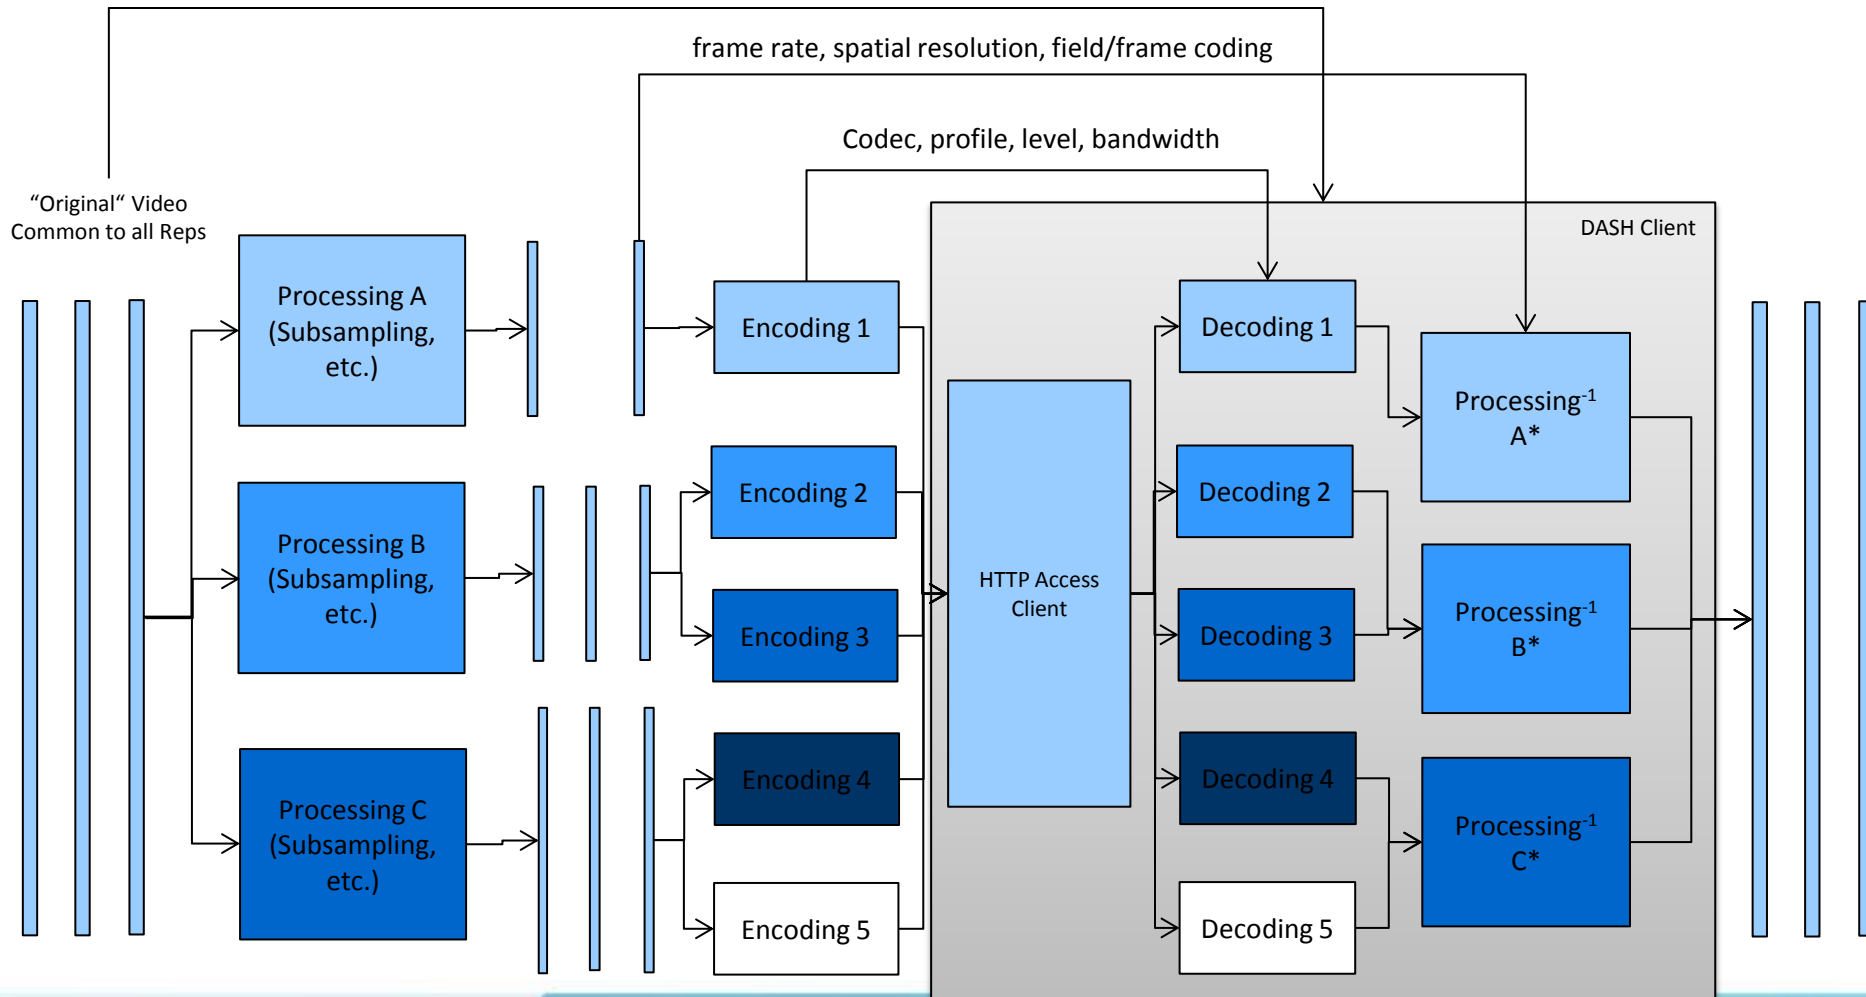 frame rate, spatial resolution, field/frame coding
Codec, profile, level, bandwidth
“Original“ Video
Common to all Reps
DASH Client
Processing A
(Subsampling,
etc.)
Encoding 1
Decoding 1
Processing⁻¹
A*
Encoding 2
Decoding 2
Processing B
(Subsampling,
etc.)
HTTP Access
Client
Encoding 3
Decoding 3
Processing⁻¹
B*
Processing C
(Subsampling,
etc.)
Encoding 4
Decoding 4
Processing⁻¹
C*
Encoding 5
Decoding 5